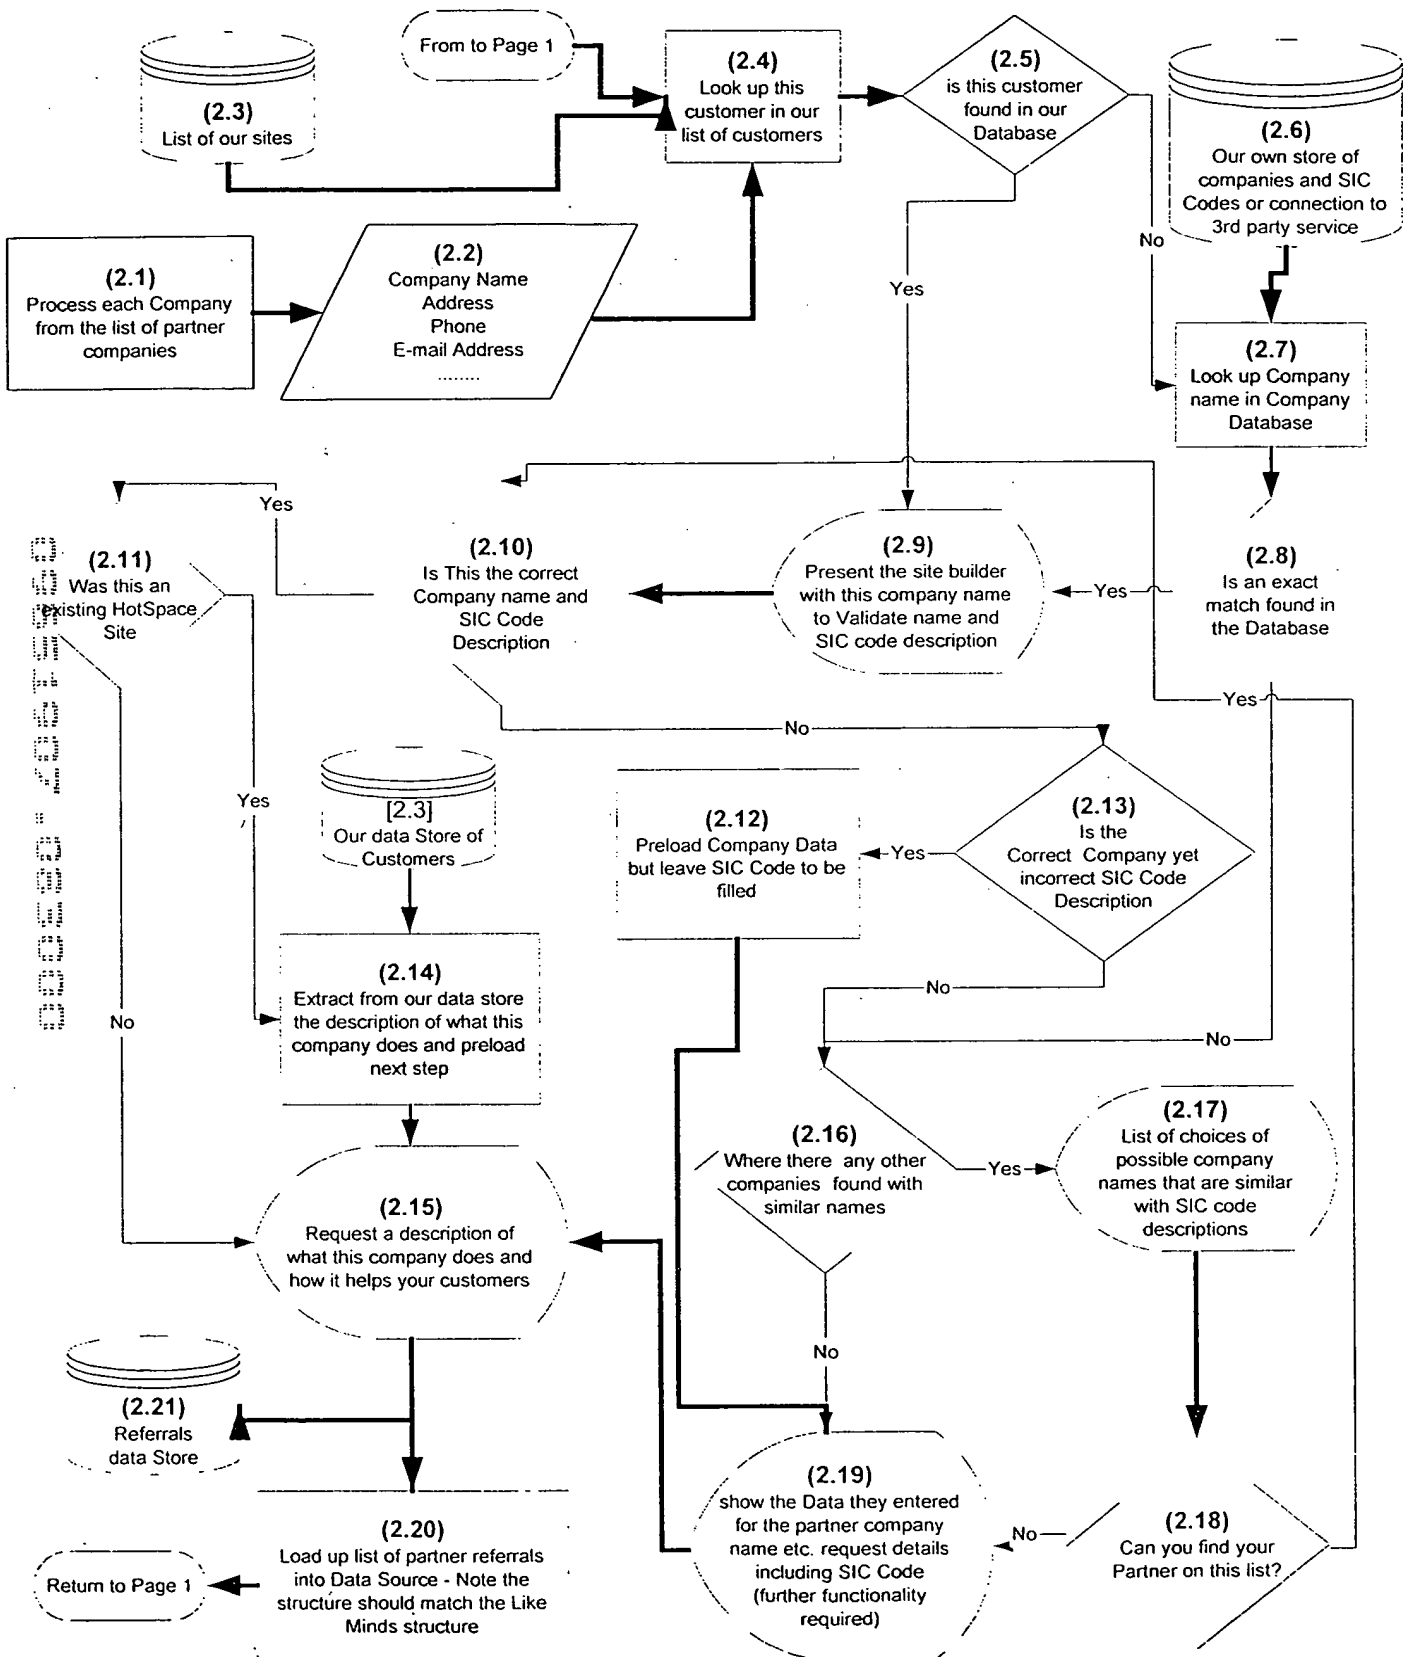 From to Page 1
(2.3)
List of our sites
(2.4)
Look up this
customer in our
list of customers
(2.5)
is this customer
found in our
Database
(2.6)
Our own store of
companies and SIC
Codes or connection to
3rd party service
No
Yes
(2.1)
Process each Company
from the list of partner
companies
(2.2)
Company Name
Address
Phone
E-mail Address
........
(2.7)
Look up Company
name in Company
Database
Yes
(2.11)
Was this an
existing HotSpace
Site
(2.10)
Is This the correct
Company name and
SIC Code
Description
(2.9)
Present the site builder
with this company name
to Validate name and
SIC code description
Yes
(2.8)
Is an exact
match found in
the Database
Yes
No
Yes
[2.3]
Our data Store of
Customers
(2.12)
Preload Company Data
but leave SIC Code to be
filled
Yes
(2.13)
Is the
Correct Company yet
incorrect SIC Code
Description
No
No
No
(2.14)
Extract from our data store
the description of what this
company does and preload
next step
(2.16)
Where there any other
companies found with
similar names
Yes
(2.17)
List of choices of
possible company
names that are similar
with SIC code
descriptions
(2.15)
Request a description of
what this company does and
how it helps your customers
No
(2.21)
Referrals
data Store
(2.19)
show the Data they entered
for the partner company
name etc. request details
including SIC Code
(further functionality
required)
No
(2.18)
Can you find your
Partner on this list?
(2.20)
Load up list of partner referrals
into Data Source - Note the
structure should match the Like
Minds structure
Return to Page 1